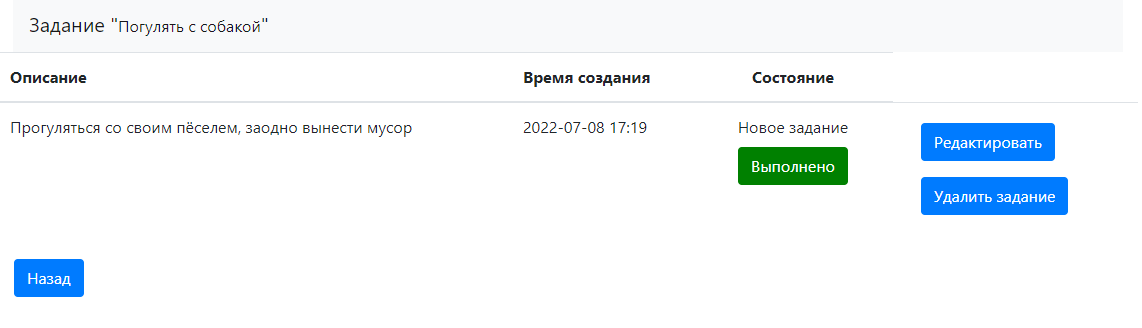 Задание "Погулять с собакой"
Описание Время создания Состояние
Прогуляться со своим пёселем, заодно вынести мусор 2022-07-08 17:19 Новое задание
Редактировать
Выполнено
Удалить задание
Назад